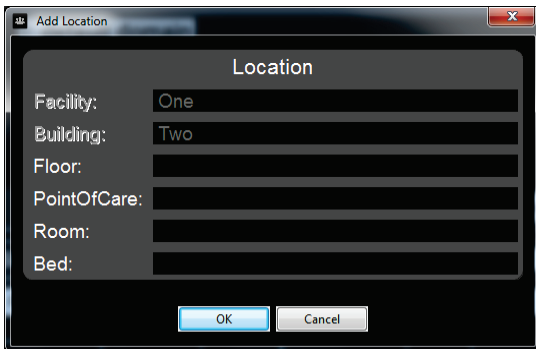 Add Location
Location
Facility: One
Building: Two
Floor:
PointOfCare:
Room:
Bed:
OK Cancel